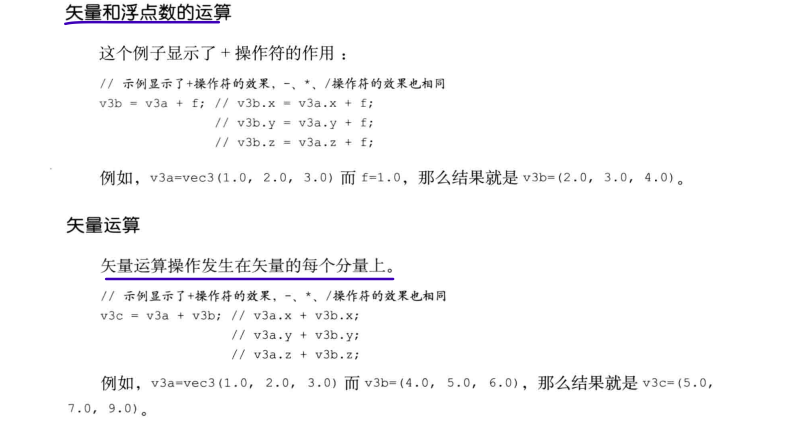 矢量和浮点数的运算
这个例子显示了 + 操作符的作用 ：
// 示例显示了+操作符的效果，-、*、/操作符的效果也相同
v3b = v3a + f; // v3b.x = v3a.x + f;
// v3b.y = v3a.y + f;
// v3b.z = v3a.z + f;
例如，v3a=vec3(1.0, 2.0, 3.0) 而 f=1.0，那么结果就是 v3b=(2.0, 3.0, 4.0)。
矢量运算
矢量运算操作发生在矢量的每个分量上。
// 示例显示了+操作符的效果，-、*、/操作符的效果也相同
v3c = v3a + v3b; // v3a.x + v3b.x;
// v3a.y + v3b.y;
// v3a.z + v3b.z;
例如，v3a=vec3(1.0, 2.0, 3.0) 而 v3b=(4.0, 5.0, 6.0)，那么结果就是 v3c=(5.0,
7.0, 9.0)。